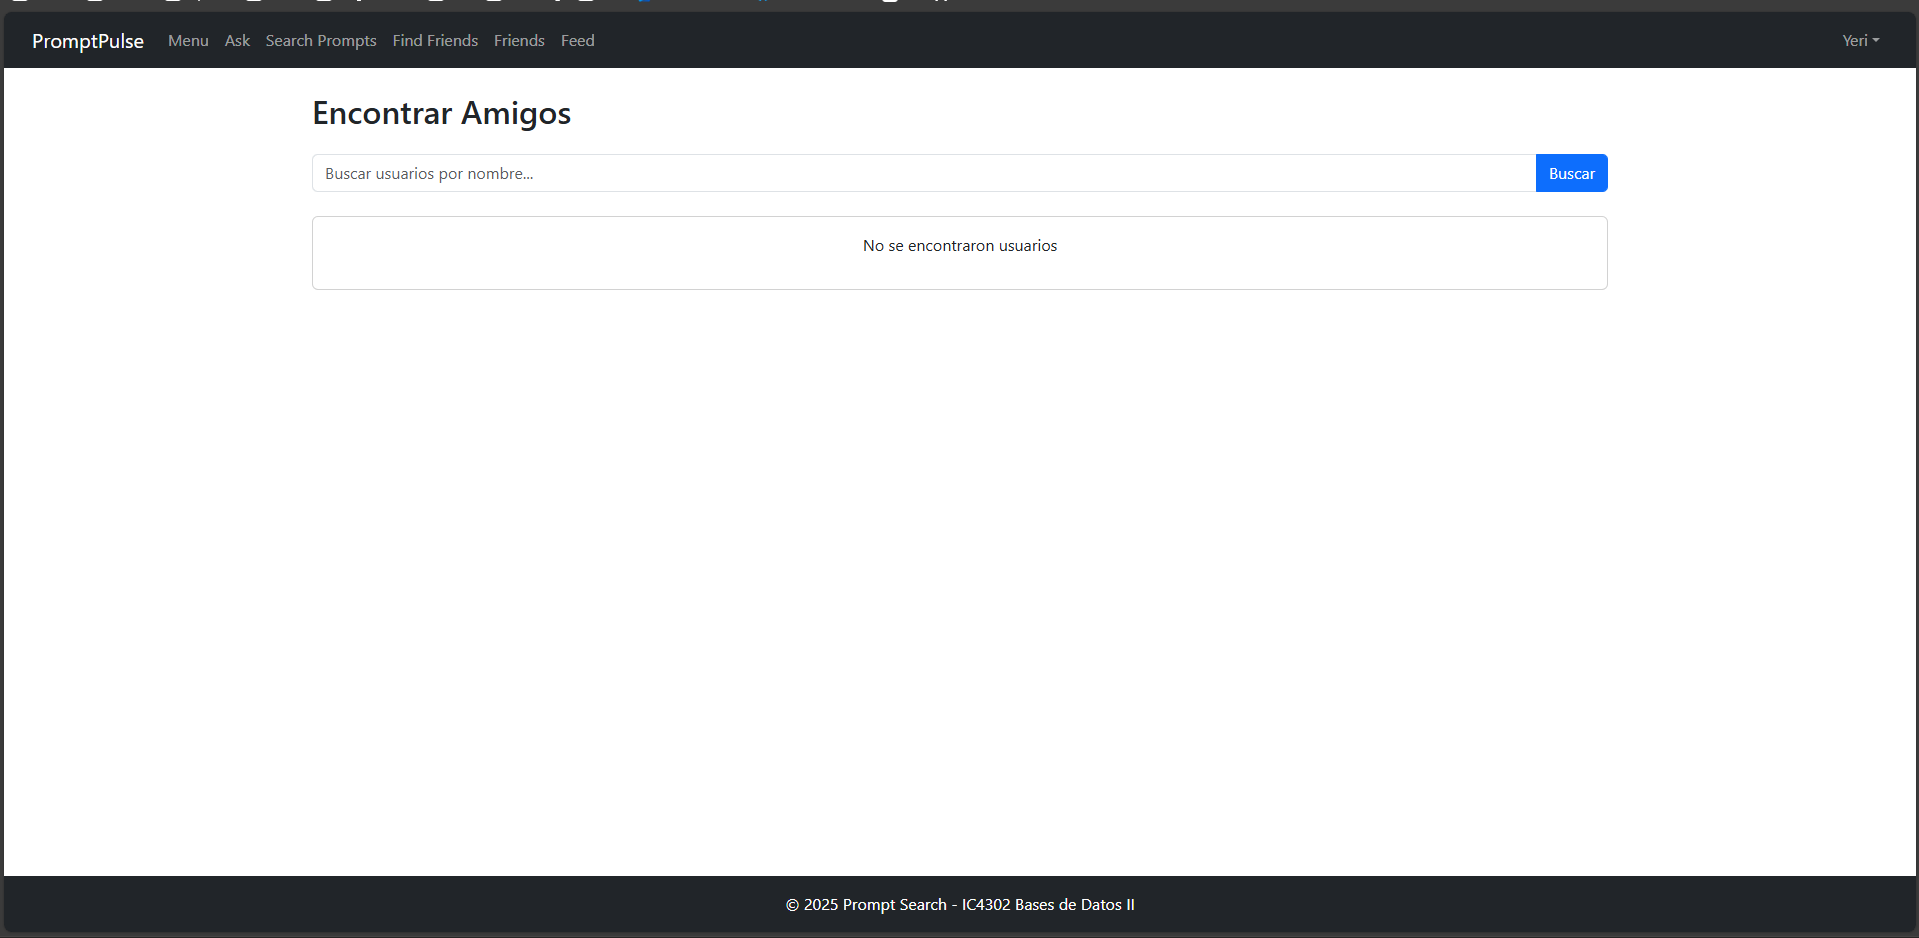 PromptPulse Menu Ask Search Prompts Find Friends Friends Feed Yeri
Encontrar Amigos
Buscar usuarios por nombre... Buscar
No se encontraron usuarios
© 2025 Prompt Search - IC4302 Bases de Datos II